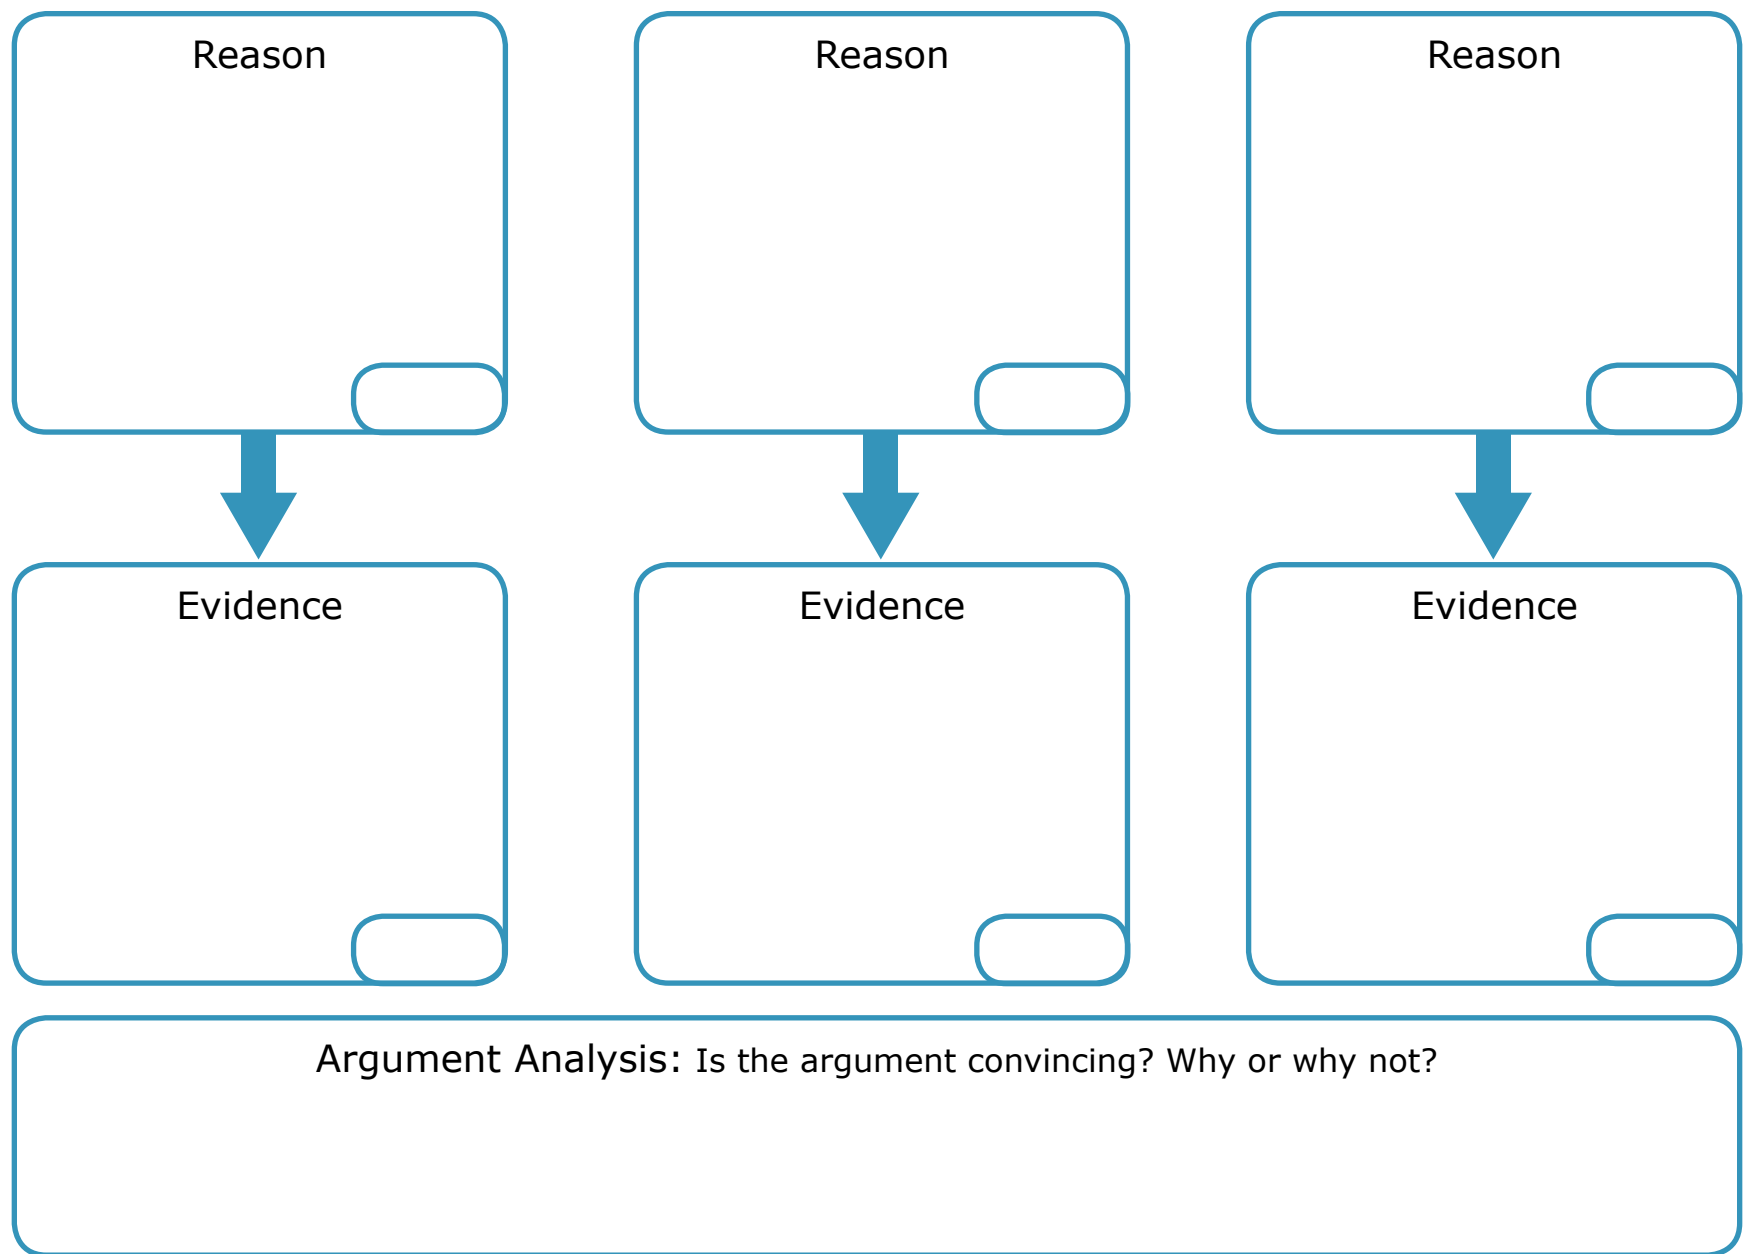 Reason
Reason
Reason
Evidence
Evidence
Evidence
Argument Analysis: Is the argument convincing? Why or why not?